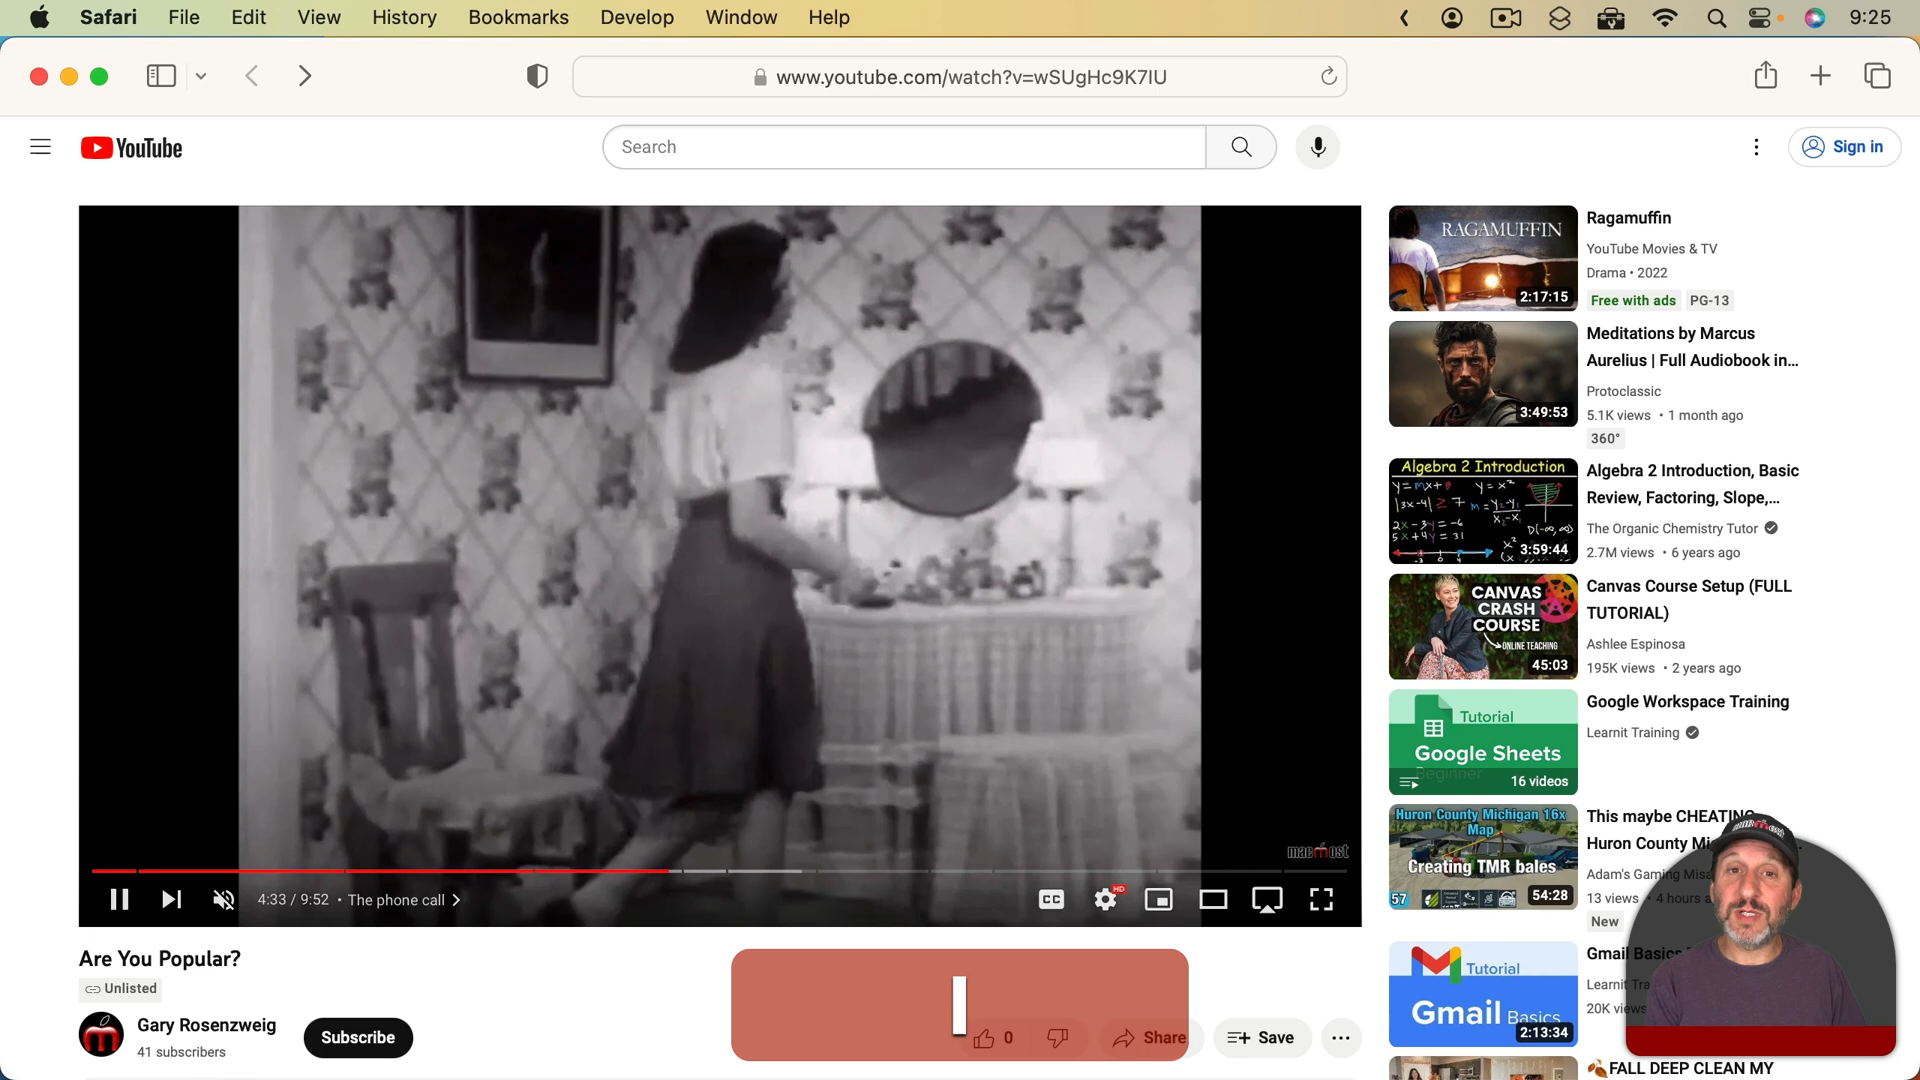 Safari File Edit View History Bookmarks Develop Window Help 9:25
www.youtube.com/watch?v=wSUgHc9K7IU
YouTube
Search
Sign in
macmost
4:33 / 9:52 • The phone call
CC
HD
Are You Popular?
Unlisted
Gary Rosenzweig
41 subscribers
Subscribe
0
Share
Save
RAGAMUFFIN
2:17:15
Ragamuffin
YouTube Movies & TV
Drama • 2022
Free with ads PG-13
3:49:53
Meditations by Marcus
Aurelius | Full Audiobook in...
Protoclassic
5.1K views • 1 month ago
360°
Algebra 2 Introduction
3:59:44
Algebra 2 Introduction, Basic
Review, Factoring, Slope,...
The Organic Chemistry Tutor
2.7M views • 6 years ago
CANVAS
CRASH
COURSE
ONLINE TEACHING
45:03
Canvas Course Setup (FULL
TUTORIAL)
Ashlee Espinosa
195K views • 2 years ago
Tutorial
Google Sheets
Beginner
16 videos
Google Workspace Training
Learnit Training
Huron County Michigan 16x
Map
Creating TMR bales
57
54:28
This maybe CHEATING
Huron County
Adam's Gaming
13 views • 4 hours
New
Tutorial
Gmail Basics
2:13:34
Gmail
Learnit
20K views
FALL DEEP CLEAN MY